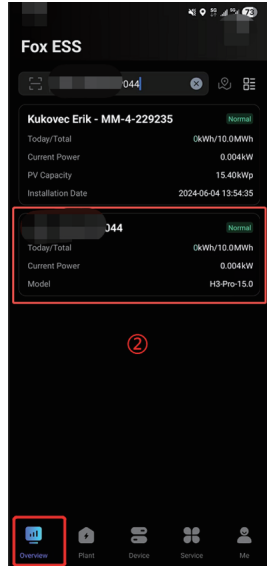 5G 73
Fox ESS
044
Kukovec Erik - MM-4-229235 Normal
Today/Total 0kWh/10.0MWh
Current Power 0.004kW
PV Capacity 15.40kWp
Installation Date 2024-06-04 13:54:35
044 Normal
Today/Total 0kWh/10.0MWh
Current Power 0.004kW
Model H3-Pro-15.0
②
Overview Plant Device Service Me